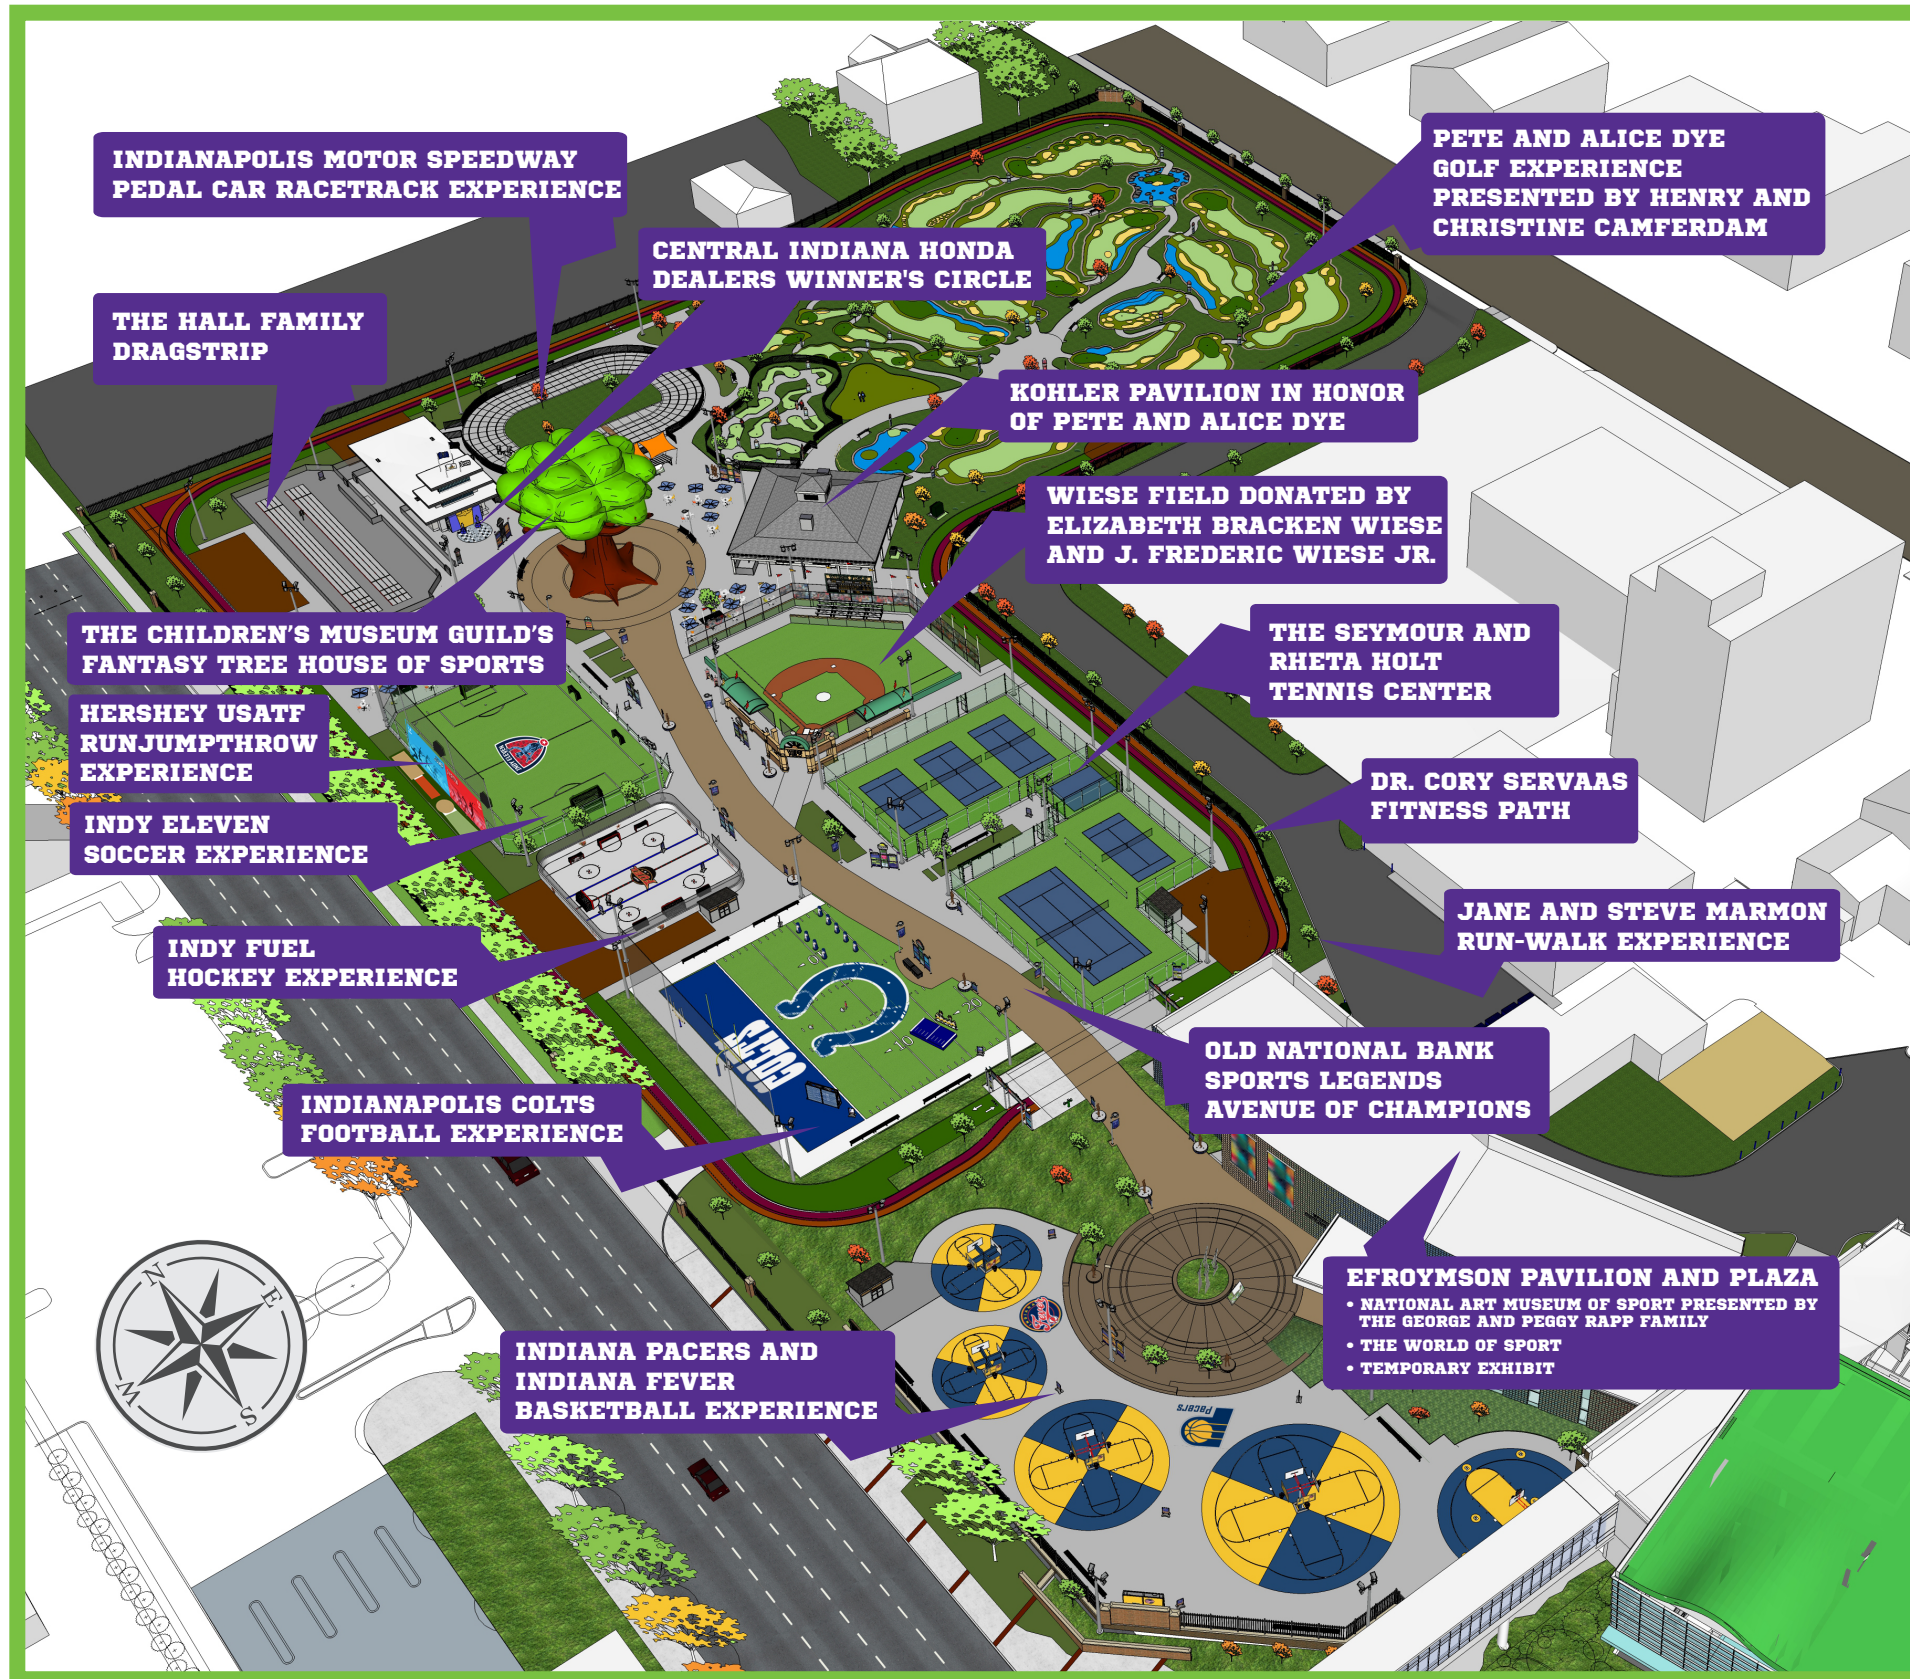 INDIANAPOLIS MOTOR SPEEDWAY
PEDAL CAR RACETRACK EXPERIENCE
PETE AND ALICE DYE
GOLF EXPERIENCE
PRESENTED BY HENRY AND
CHRISTINE CAMFERDAM
CENTRAL INDIANA HONDA
DEALERS WINNER'S CIRCLE
THE HALL FAMILY
DRAGSTRIP
KOHLER PAVILION IN HONOR
OF PETE AND ALICE DYE
WIESE FIELD DONATED BY
ELIZABETH BRACKEN WIESE
AND J. FREDERIC WIESE JR.
THE CHILDREN'S MUSEUM GUILD'S
FANTASY TREE HOUSE OF SPORTS
THE SEYMOUR AND
RHETA HOLT
TENNIS CENTER
HERSHEY USATF
RUNJUMPTHROW
EXPERIENCE
DR. CORY SERVAAS
FITNESS PATH
INDY ELEVEN
SOCCER EXPERIENCE
JANE AND STEVE MARMON
RUN-WALK EXPERIENCE
INDY FUEL
HOCKEY EXPERIENCE
20
10
COLTS
OLD NATIONAL BANK
SPORTS LEGENDS
AVENUE OF CHAMPIONS
INDIANAPOLIS COLTS
FOOTBALL EXPERIENCE
N
E
W
S
EFROYMSON PAVILION AND PLAZA
• NATIONAL ART MUSEUM OF SPORT PRESENTED BY
THE GEORGE AND PEGGY RAPP FAMILY
• THE WORLD OF SPORT
• TEMPORARY EXHIBIT
INDIANA PACERS AND
INDIANA FEVER
BASKETBALL EXPERIENCE
Pacers